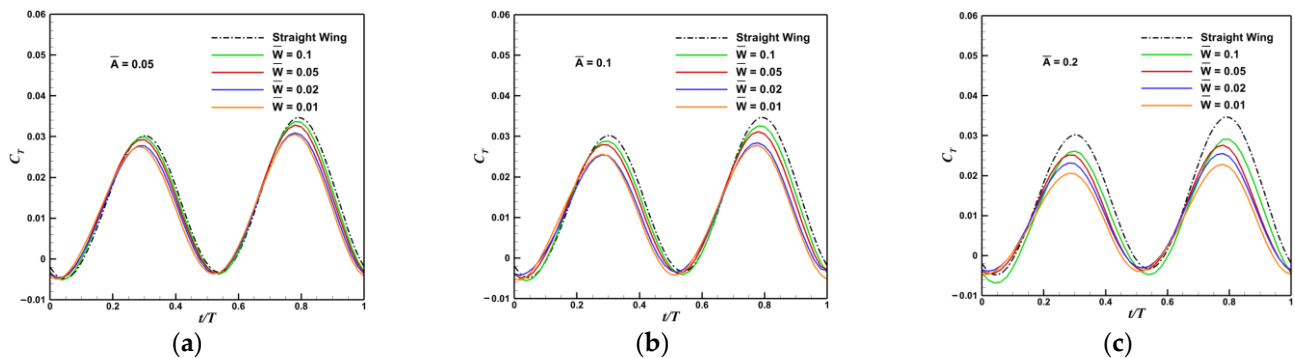 0.06
0.05
0.04
0.03
0.02
0.01
0
−0.01
C_T
A̅ = 0.05
Straight Wing
W̅ = 0.1
W̅ = 0.05
W̅ = 0.02
W̅ = 0.01
0 0.2 0.4 0.6 0.8 1
t/T
(a)
0.06
0.05
0.04
0.03
0.02
0.01
0
−0.01
C_T
A̅ = 0.1
Straight Wing
W̅ = 0.1
W̅ = 0.05
W̅ = 0.02
W̅ = 0.01
0 0.2 0.4 0.6 0.8 1
t/T
(b)
0.06
0.05
0.04
0.03
0.02
0.01
0
−0.01
C_T
A̅ = 0.2
Straight Wing
W̅ = 0.1
W̅ = 0.05
W̅ = 0.02
W̅ = 0.01
0 0.2 0.4 0.6 0.8 1
t/T
(c)